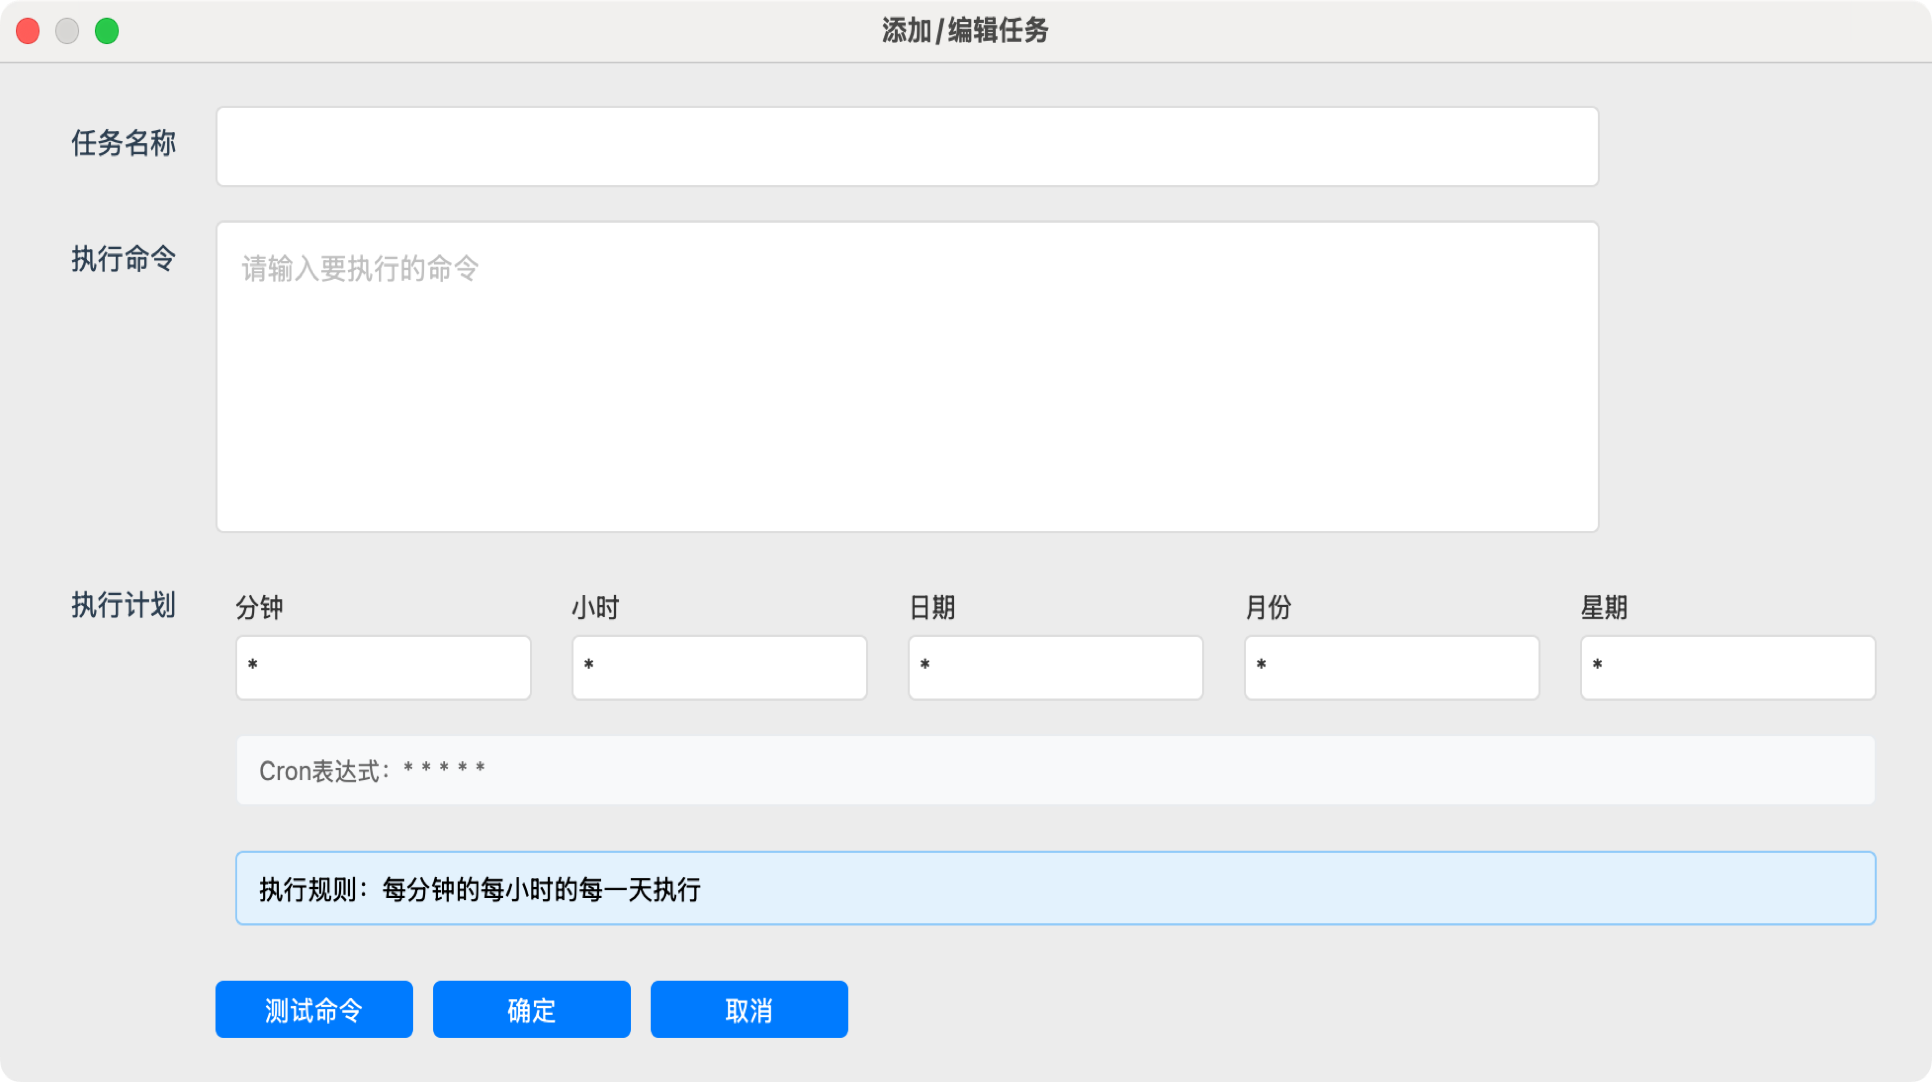 添加/编辑任务
任务名称
执行命令
请输入要执行的命令
执行计划
分钟 小时 日期 月份 星期
* * * * *
Cron表达式：* * * * *
执行规则：每分钟的每小时的每一天执行
测试命令 确定 取消